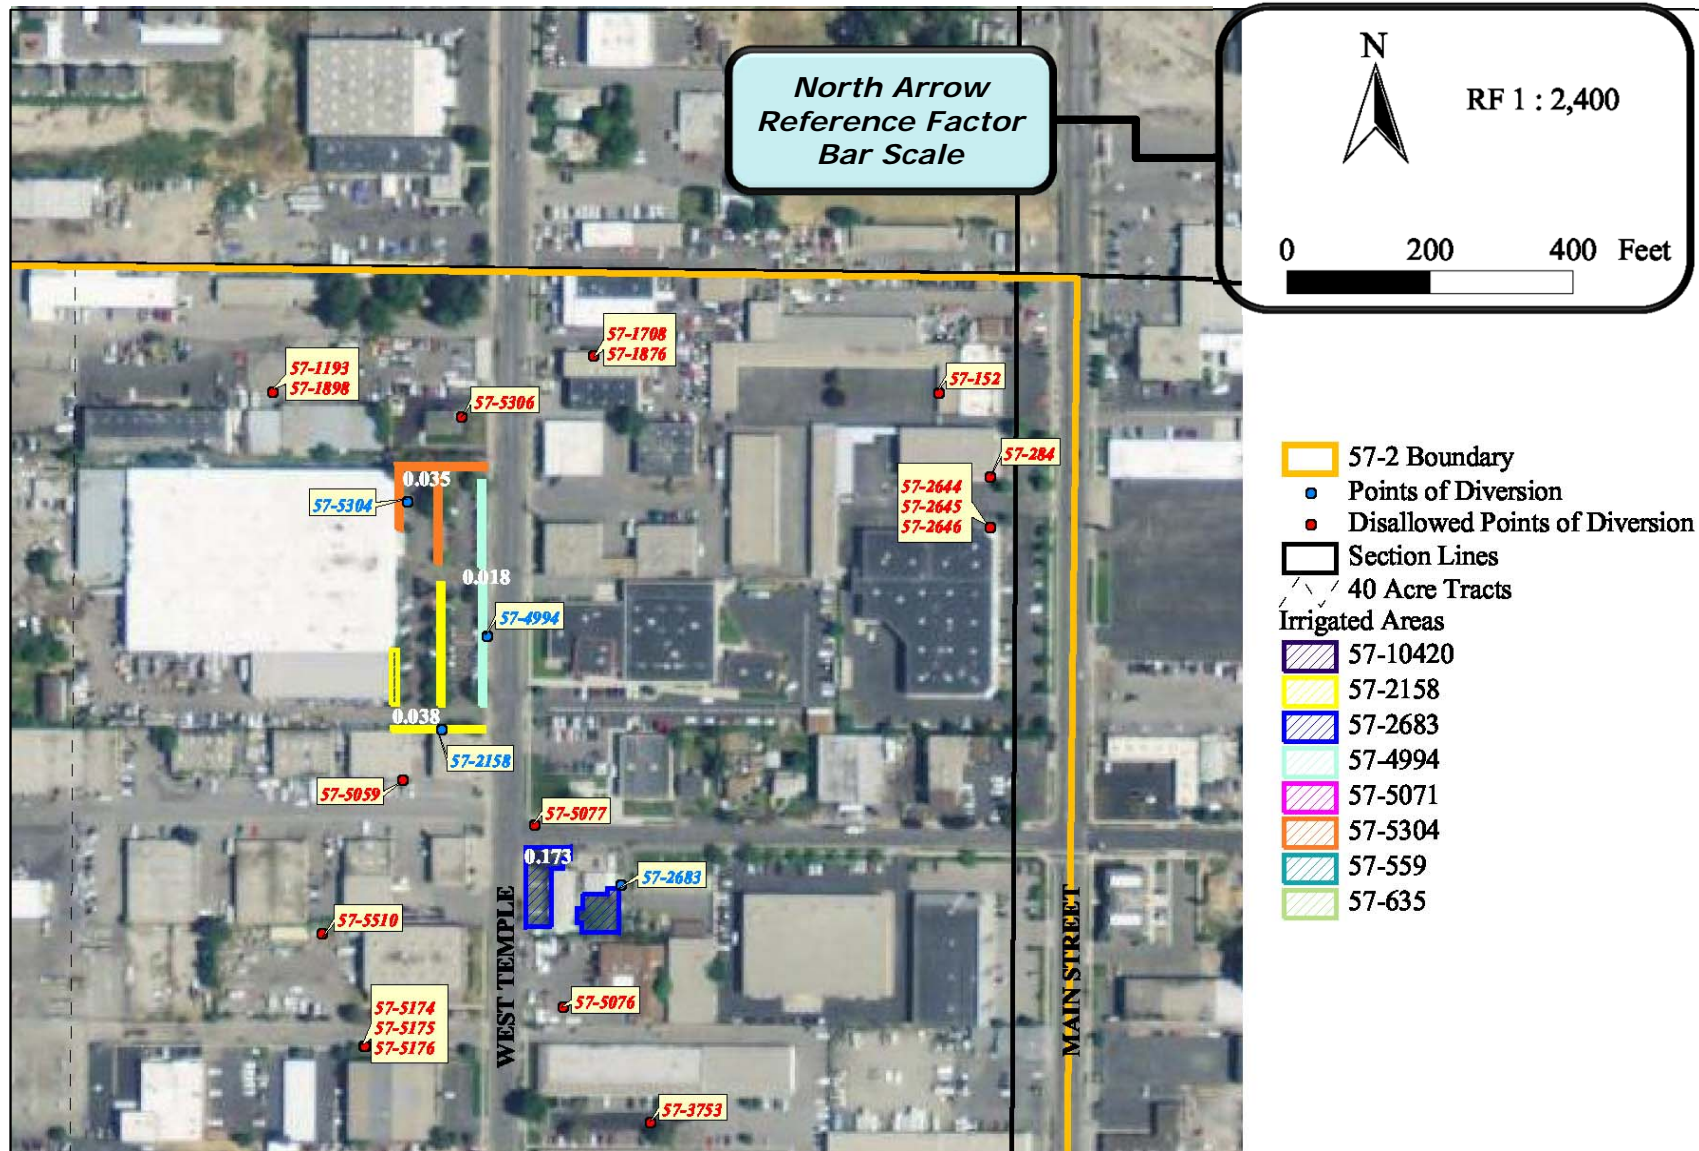 North Arrow
Reference Factor
Bar Scale
N
RF 1 : 2,400
0 200 400 Feet
57-1708
57-1876
57-1193
57-1898
57-152
57-5306
57-284
57-2644
57-2645
57-2646
0.035
57-5304
0.018
57-4994
0.038
57-2158
57-5059
57-5077
0.173
57-2683
57-5510
57-5076
57-5174
57-5175
57-5176
57-3753
WEST TEMPLE
MAIN STREET
57-2 Boundary
Points of Diversion
Disallowed Points of Diversion
Section Lines
40 Acre Tracts
Irrigated Areas
57-10420
57-2158
57-2683
57-4994
57-5071
57-5304
57-559
57-635